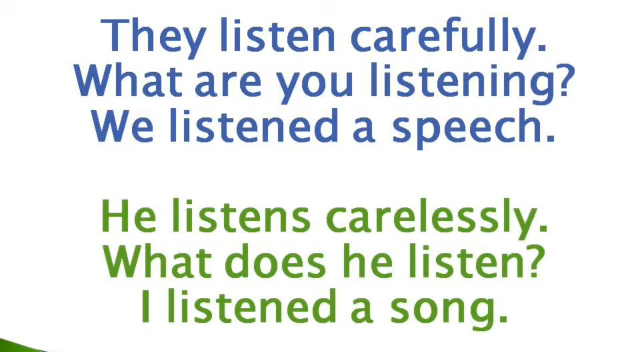 They listen carefully.
What are you listening?
We listened a speech.
He listens carelessly.
What does he listen?
I listened a song.